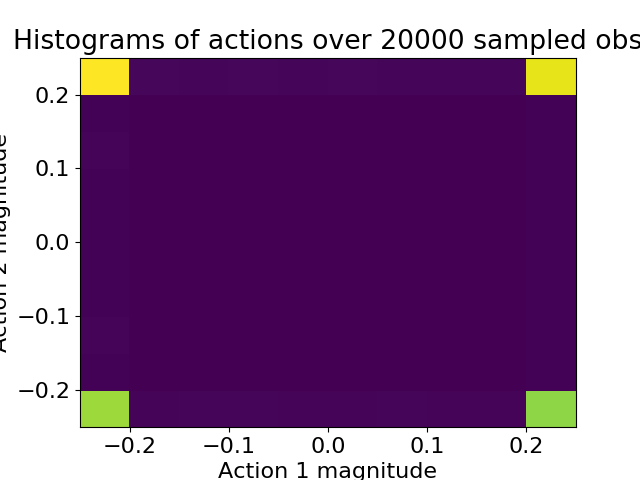 Histograms of actions over 20000 sampled obs
0.2
0.1
0.0
−0.1
−0.2
Action 2 magnitude
−0.2 −0.1 0.0 0.1 0.2
Action 1 magnitude